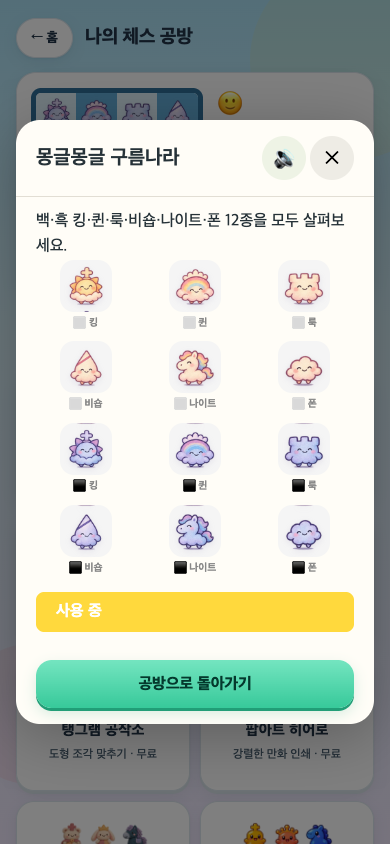 ←홈
나의 체스 공방
몽글몽글 구름나라
백·흑 킹·퀸·룩·비숍·나이트·폰 12종을 모두 살펴보
세요.
킹
퀸
룩
비숍
나이트
폰
킹
퀸
룩
비숍
나이트
폰
사용 중
공방으로 돌아가기
탱그램 공작소
팝아트 히어로
도형 조각 맞추기 · 무료
강렬한 만화 인쇄 · 무료